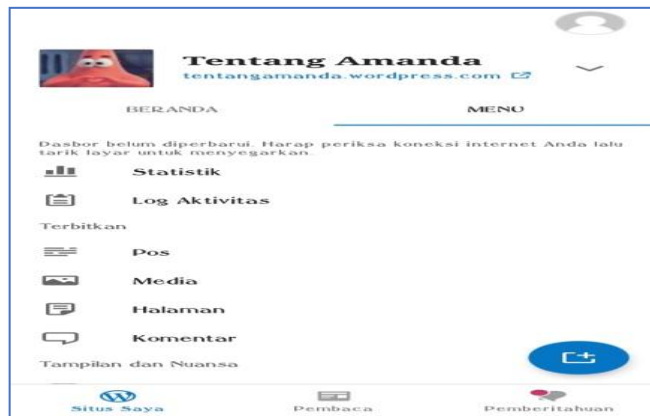 Tentang Amanda
tentangamanda.wordpress.com
BERANDA MENU
Dasbor belum diperbarui. Harap periksa koneksi internet Anda lalu
tarik layar untuk menyegarkan.
Statistik
Log Aktivitas
Terbitkan
Pos
Media
Halaman
Komentar
Tampilan dan Nuansa
Situs Saya Pembaca Pemberitahuan